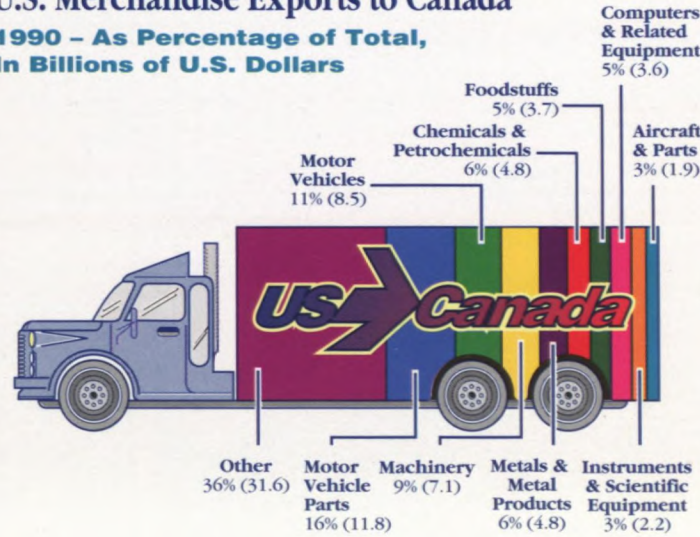 U.S. Merchandise Exports to Canada
1990 – As Percentage of Total,
In Billions of U.S. Dollars
Computers
& Related
Equipment
5% (3.6)
Foodstuffs
5% (3.7)
Chemicals &
Petrochemicals
6% (4.8)
Aircraft
& Parts
3% (1.9)
Motor
Vehicles
11% (8.5)
US Canada
Other
36% (31.6)
Motor
Vehicle
Parts
16% (11.8)
Machinery
9% (7.1)
Metals &
Metal
Products
6% (4.8)
Instruments
& Scientific
Equipment
3% (2.2)